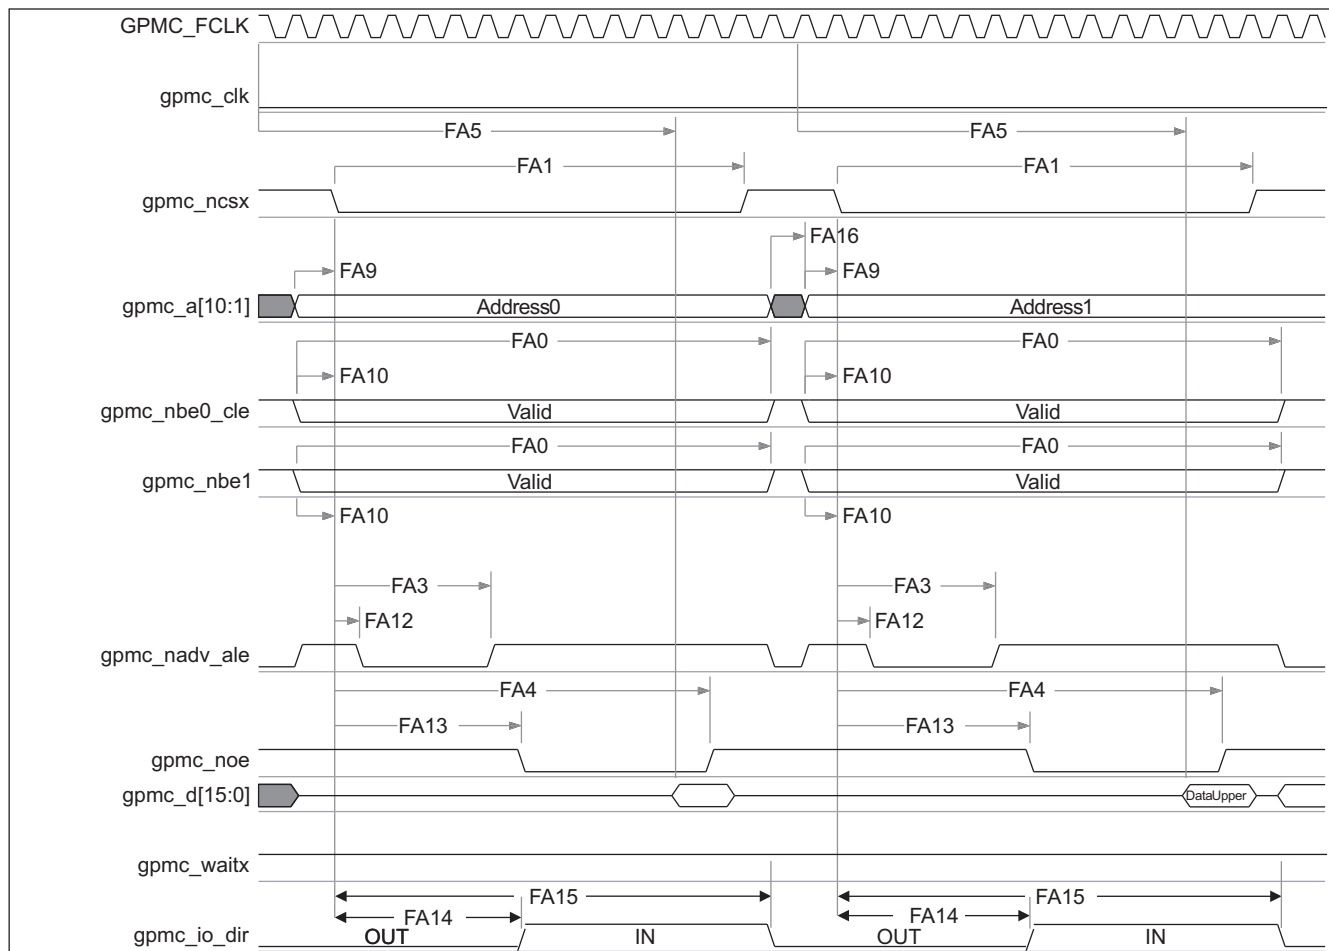 GPMC_FCLK
gpmc_clk
FA5 FA5
FA1 FA1
gpmc_ncsx
FA16
FA9 FA9
gpmc_a[10:1] Address0 Address1
FA0 FA0
FA10 FA10
gpmc_nbe0_cle Valid Valid
FA0 FA0
gpmc_nbe1 Valid Valid
FA10 FA10
FA3 FA3
FA12 FA12
gpmc_nadv_ale
FA4 FA4
FA13 FA13
gpmc_noe
gpmc_d[15:0] DataUpper
gpmc_waitx
FA15 FA15
FA14 FA14
gpmc_io_dir OUT IN OUT IN